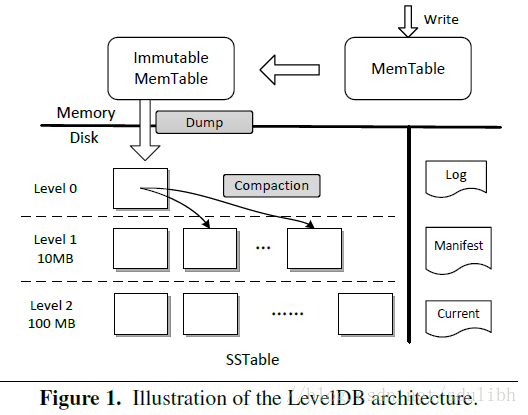 Write
Immutable
MemTable
MemTable
Memory
Dump
Disk
Level 0
Compaction
Log
Level 1
10MB
...
Manifest
Level 2
100 MB
......
Current
SSTable
Figure 1. Illustration of the LevelDB architecture.